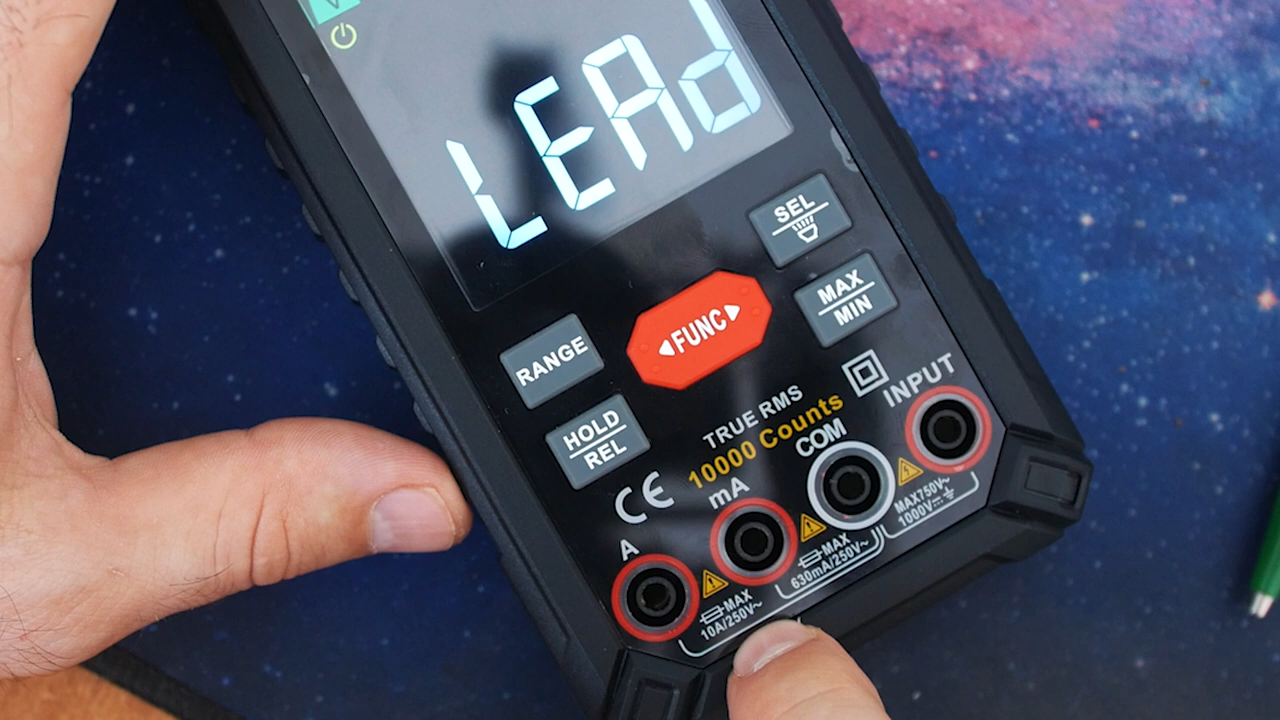 LEAd
SEL
MAX
MIN
FUNC
RANGE
HOLD
REL
TRUE RMS
10000 Counts
CE
INPUT
COM
mA
A
MAX750V~
1000V⎓
MAX
630mA/250V~
MAX
10A/250V~